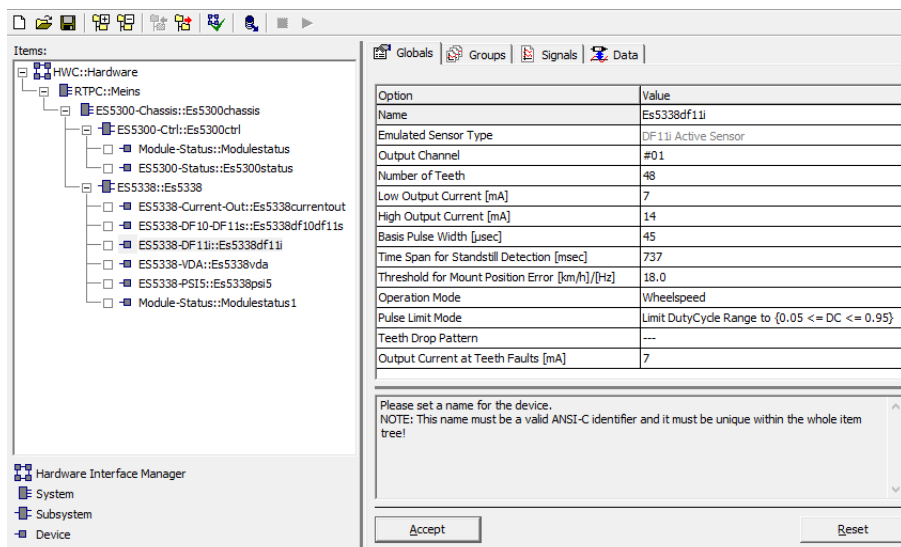 Items:
HWC::Hardware
RTPC::Meins
ES5300-Chassis::Es5300chassis
ES5300-Ctrl::Es5300ctrl
Module-Status::Modulestatus
ES5300-Status::Es5300status
ES5338::Es5338
ES5338-Current-Out::Es5338currentout
ES5338-DF10-DF11s::Es5338df10df11s
ES5338-DF11i::Es5338df11i
ES5338-VDA::Es5338vda
ES5338-PSI5::Es5338psi5
Module-Status::Modulestatus1
Hardware Interface Manager
System
Subsystem
Device
Globals Groups Signals Data
Option Value
Name Es5338df11i
Emulated Sensor Type DF11i Active Sensor
Output Channel #01
Number of Teeth 48
Low Output Current [mA] 7
High Output Current [mA] 14
Basis Pulse Width [µsec] 45
Time Span for Standstill Detection [msec] 737
Threshold for Mount Position Error [km/h]/[Hz] 18.0
Operation Mode Wheelspeed
Pulse Limit Mode Limit DutyCycle Range to {0.05 <= DC <= 0.95}
Teeth Drop Pattern ---
Output Current at Teeth Faults [mA] 7
Please set a name for the device.
NOTE: This name must be a valid ANSI-C identifier and it must be unique within the whole item
tree!
Accept Reset